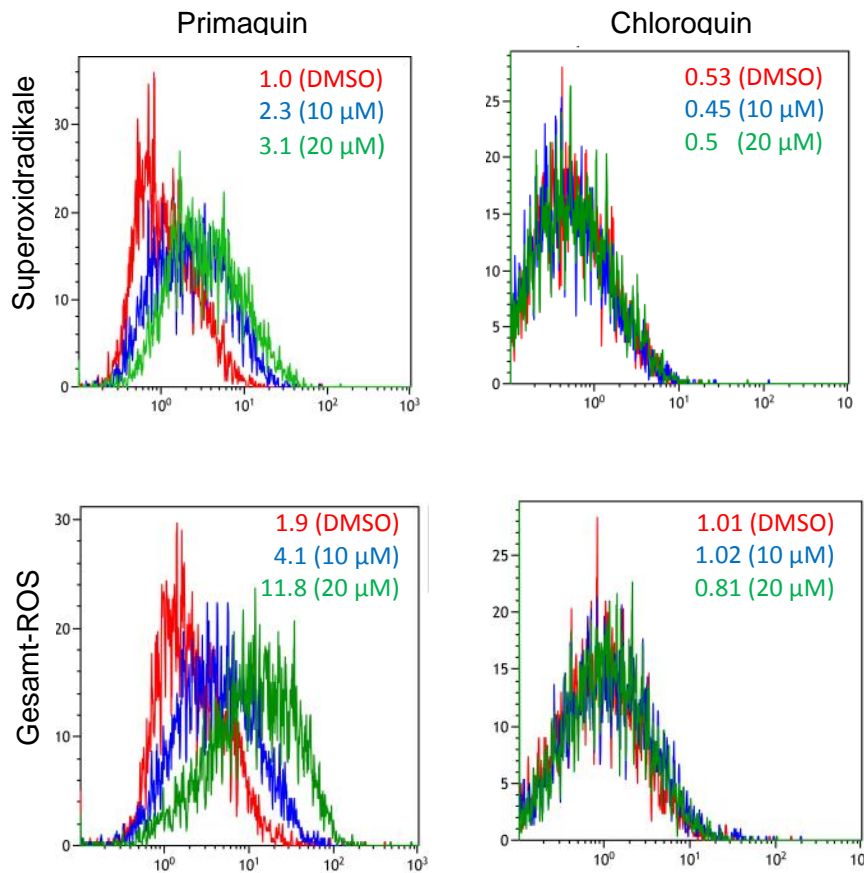 Primaquin
Chloroquin
Superoxidradikale
1.0 (DMSO)
2.3 (10 µM)
3.1 (20 µM)
30
20
10
0
10⁰
10¹
10²
10³
0.53 (DMSO)
0.45 (10 µM)
0.5 (20 µM)
25
20
15
10
5
0
10⁰
10¹
10²
10
Gesamt-ROS
1.9 (DMSO)
4.1 (10 µM)
11.8 (20 µM)
30
20
10
0
10⁰
10¹
10²
10³
1.01 (DMSO)
1.02 (10 µM)
0.81 (20 µM)
25
20
15
10
5
0
10⁰
10¹
10²
10